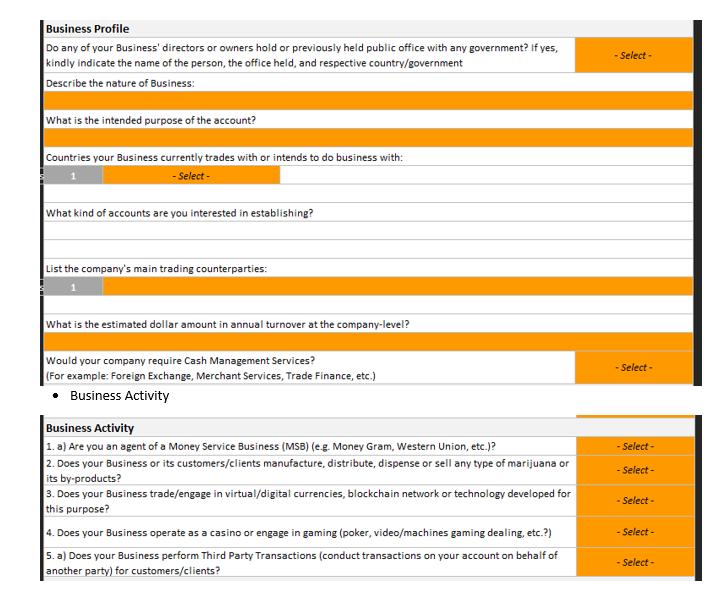 Business Profile
Do any of your Business' directors or owners hold or previously held public office with any government? If yes,
kindly indicate the name of the person, the office held, and respective country/government
- Select -
Describe the nature of Business:
What is the intended purpose of the account?
Countries your Business currently trades with or intends to do business with:
1 - Select -
What kind of accounts are you interested in establishing?
List the company's main trading counterparties:
1
What is the estimated dollar amount in annual turnover at the company-level?
Would your company require Cash Management Services?
(For example: Foreign Exchange, Merchant Services, Trade Finance, etc.)
- Select -
• Business Activity
Business Activity
1. a) Are you an agent of a Money Service Business (MSB) (e.g. Money Gram, Western Union, etc.)? - Select -
2. Does your Business or its customers/clients manufacture, distribute, dispense or sell any type of marijuana or
its by-products?
- Select -
3. Does your Business trade/engage in virtual/digital currencies, blockchain network or technology developed for
this purpose?
- Select -
4. Does your Business operate as a casino or engage in gaming (poker, video/machines gaming dealing, etc.?) - Select -
5. a) Does your Business perform Third Party Transactions (conduct transactions on your account on behalf of
another party) for customers/clients?
- Select -